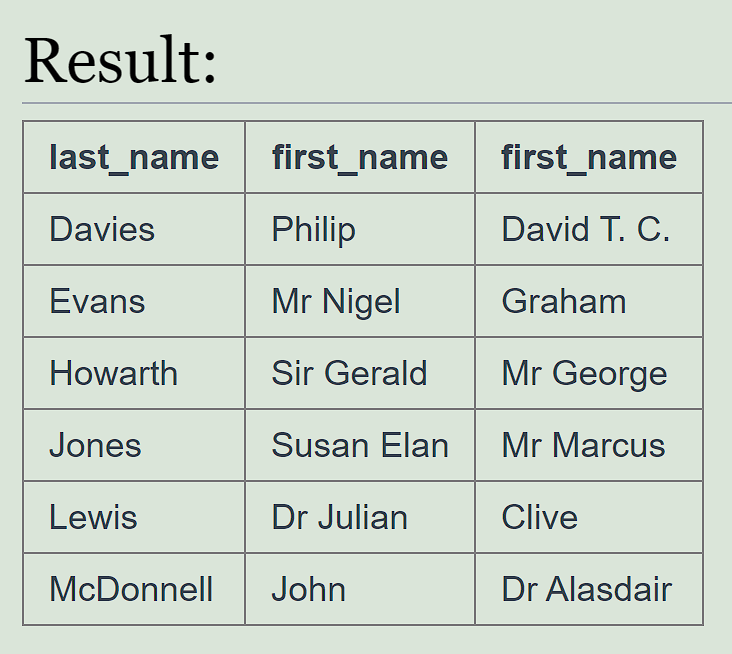 Result:
last_name first_name first_name
Davies Philip David T. C.
Evans Mr Nigel Graham
Howarth Sir Gerald Mr George
Jones Susan Elan Mr Marcus
Lewis Dr Julian Clive
McDonnell John Dr Alasdair